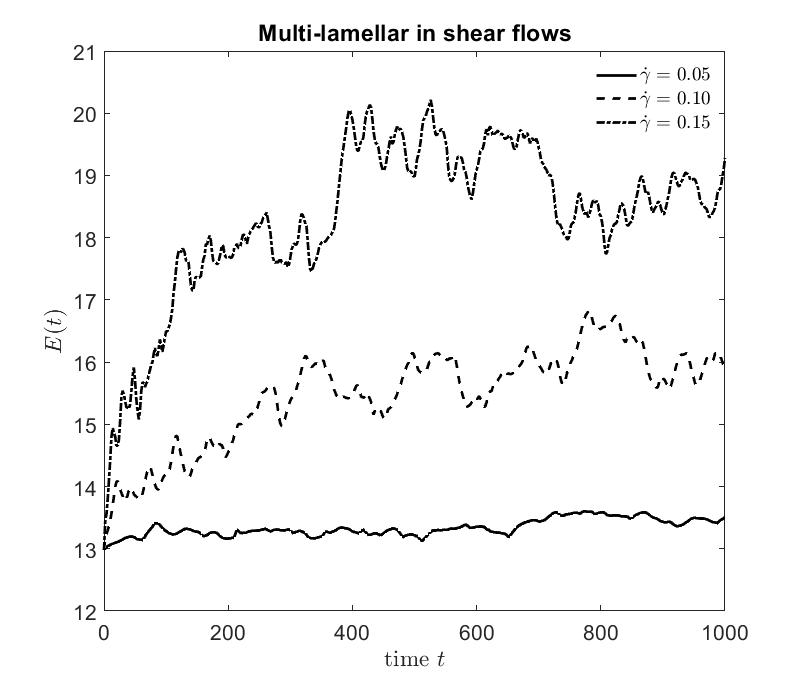 Multi-lamellar in shear flows
21
20
19
18
17
16
15
14
13
12
E(t)
γ̇ = 0.05
γ̇ = 0.10
γ̇ = 0.15
0 200 400 600 800 1000
time t